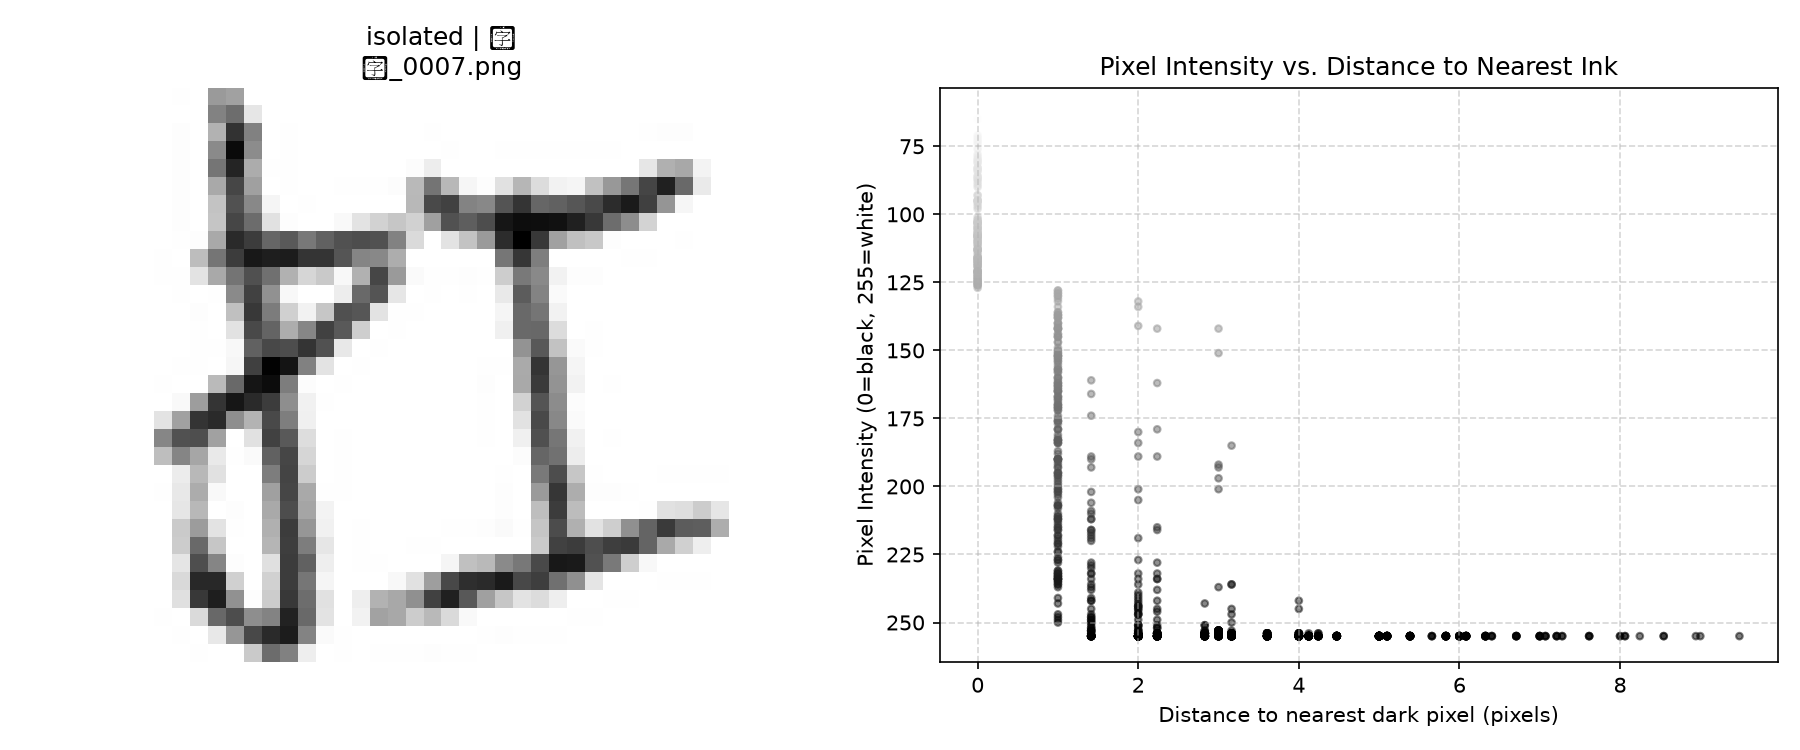 isolated |
_0007.png
扛
Pixel Intensity vs. Distance to Nearest Ink
Pixel Intensity (0=black, 255=white)
75
100
125
150
175
200
225
250
0 2 4 6 8
Distance to nearest dark pixel (pixels)